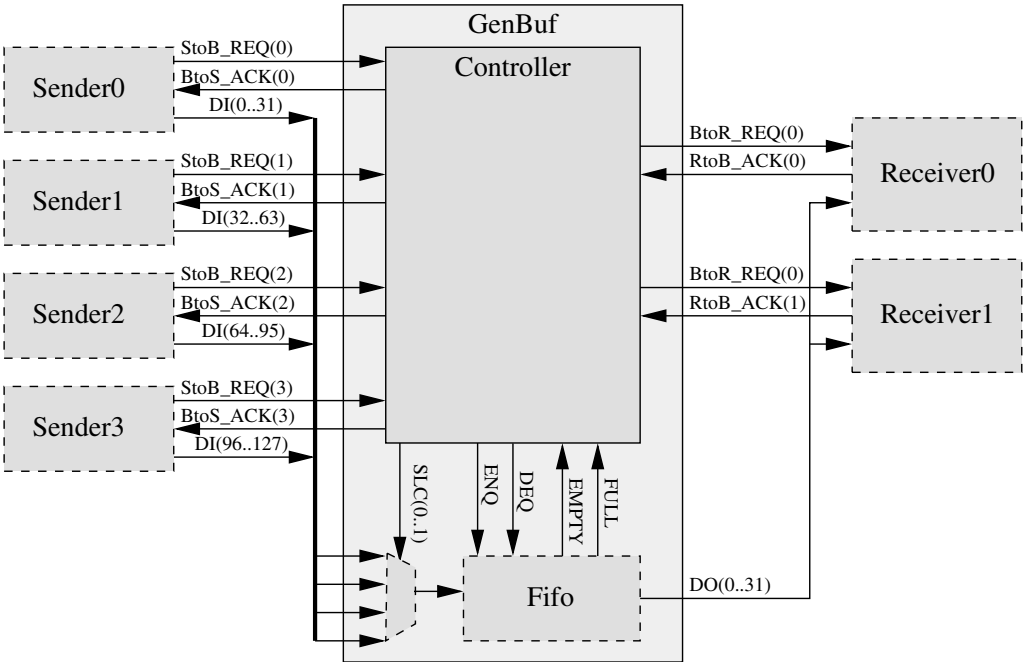 GenBuf
Controller
Sender0
StoB_REQ(0)
BtoS_ACK(0)
DI(0..31)
Sender1
StoB_REQ(1)
BtoS_ACK(1)
DI(32..63)
Sender2
StoB_REQ(2)
BtoS_ACK(2)
DI(64..95)
Sender3
StoB_REQ(3)
BtoS_ACK(3)
DI(96..127)
BtoR_REQ(0)
RtoB_ACK(0)
Receiver0
BtoR_REQ(0)
RtoB_ACK(1)
Receiver1
SLC(0..1)
ENQ
DEQ
EMPTY
FULL
Fifo
DO(0..31)